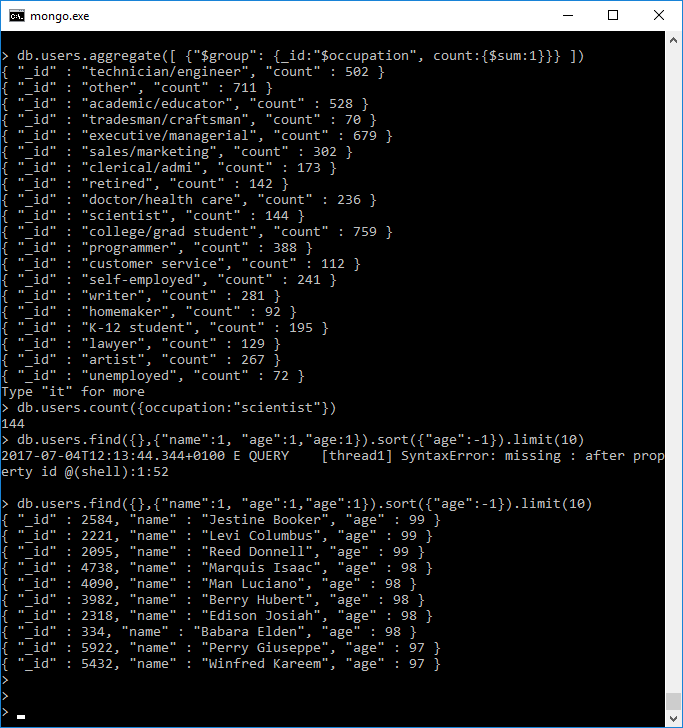 mongo.exe
> db.users.aggregate([ {"$group": {_id:"$occupation", count:{$sum:1}}} ])
{ "_id" : "technician/engineer", "count" : 502 }
{ "_id" : "other", "count" : 711 }
{ "_id" : "academic/educator", "count" : 528 }
{ "_id" : "tradesman/craftsman", "count" : 70 }
{ "_id" : "executive/managerial", "count" : 679 }
{ "_id" : "sales/marketing", "count" : 302 }
{ "_id" : "clerical/admi", "count" : 173 }
{ "_id" : "retired", "count" : 142 }
{ "_id" : "doctor/health care", "count" : 236 }
{ "_id" : "scientist", "count" : 144 }
{ "_id" : "college/grad student", "count" : 759 }
{ "_id" : "programmer", "count" : 388 }
{ "_id" : "customer service", "count" : 112 }
{ "_id" : "self-employed", "count" : 241 }
{ "_id" : "writer", "count" : 281 }
{ "_id" : "homemaker", "count" : 92 }
{ "_id" : "K-12 student", "count" : 195 }
{ "_id" : "lawyer", "count" : 129 }
{ "_id" : "artist", "count" : 267 }
{ "_id" : "unemployed", "count" : 72 }
Type "it" for more
> db.users.count({occupation:"scientist"})
144
> db.users.find({},{"name":1, "age":1,"age:1}).sort({"age":-1}).limit(10)
2017-07-04T12:13:44.344+0100 E QUERY    [thread1] SyntaxError: missing : after prop
erty id @(shell):1:52
> db.users.find({},{"name":1, "age":1,"age":1}).sort({"age":-1}).limit(10)
{ "_id" : 2584, "name" : "Jestine Booker", "age" : 99 }
{ "_id" : 2221, "name" : "Levi Columbus", "age" : 99 }
{ "_id" : 2095, "name" : "Reed Donnell", "age" : 99 }
{ "_id" : 4738, "name" : "Marquis Isaac", "age" : 98 }
{ "_id" : 4090, "name" : "Man Luciano", "age" : 98 }
{ "_id" : 3982, "name" : "Berry Hubert", "age" : 98 }
{ "_id" : 2318, "name" : "Edison Josiah", "age" : 98 }
{ "_id" : 334, "name" : "Babara Elden", "age" : 98 }
{ "_id" : 5922, "name" : "Perry Giuseppe", "age" : 97 }
{ "_id" : 5432, "name" : "Winfred Kareem", "age" : 97 }
>
>
>